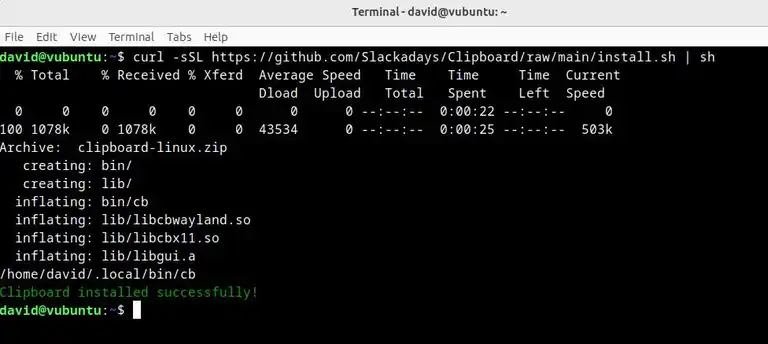 Terminal - david@vubuntu: ~
File Edit View Terminal Tabs Help
david@vubuntu:~$ curl -sSL https://github.com/Slackadays/Clipboard/raw/main/install.sh | sh
  % Total    % Received % Xferd  Average Speed   Time    Time     Time  Current
                                 Dload  Upload   Total   Spent    Left  Speed
  0     0    0     0    0     0      0      0 --:--:--  0:00:22 --:--:--     0
100 1078k    0 1078k    0     0  43534      0 --:--:--  0:00:25 --:--:--  503k
Archive:  clipboard-linux.zip
   creating: bin/
   creating: lib/
  inflating: bin/cb
  inflating: lib/libcbwayland.so
  inflating: lib/libcbx11.so
  inflating: lib/libgui.a
/home/david/.local/bin/cb
Clipboard installed successfully!
david@vubuntu:~$